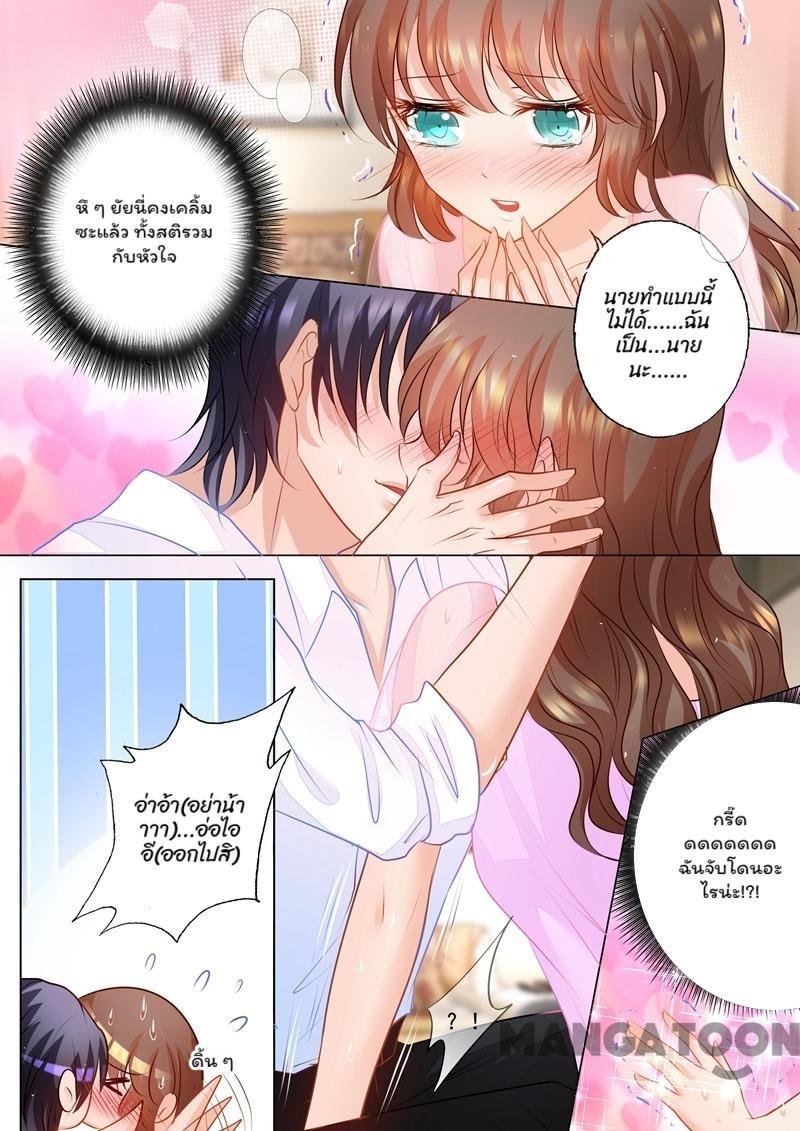 หึ ๆ ยัยนี่คงเคลิ้ม
ซะแล้ว ทั้งสติรวม
กับหัวใจ
นายทำแบบนี้
ไม่ได้......ฉัน
เป็น...นาย
นะ......
อ่าอ้า(อย่าน้า
าาา)...อ่อไอ
อี(ออกไปสิ)
กรี๊ด
ดดดดดดด
ฉันจับโดนอะ
ไรน่ะ!?!
? !
ดิ้น ๆ
MANGATOON